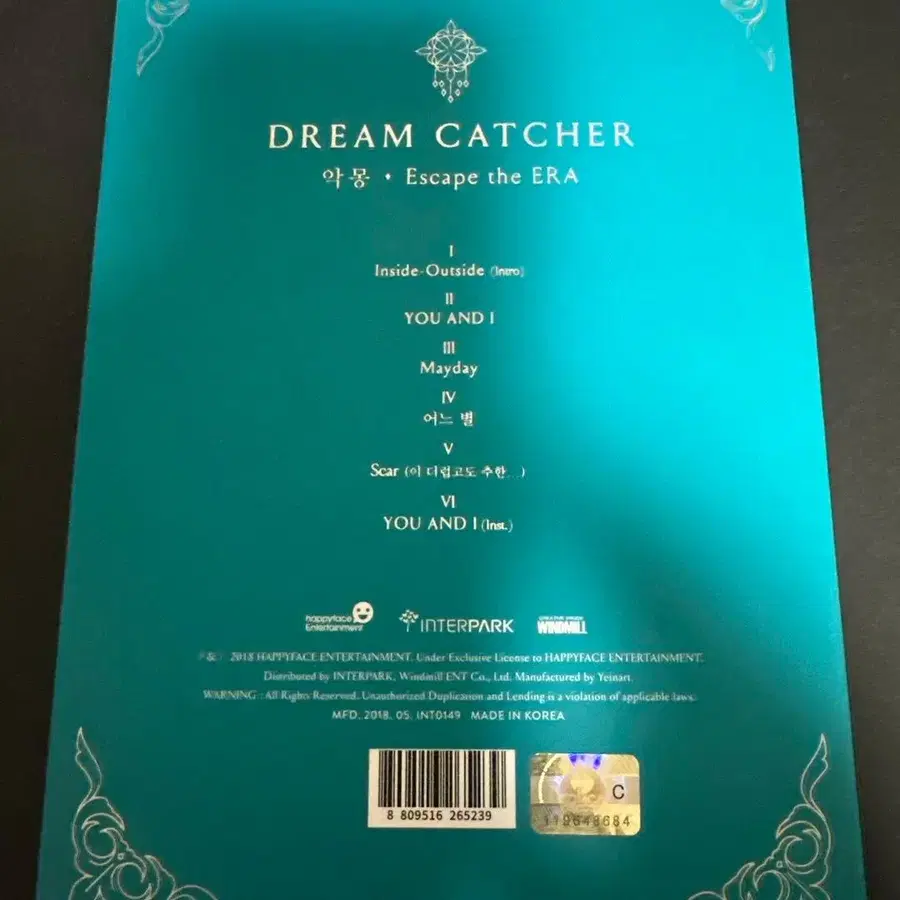 DREAM CATCHER
악몽 · Escape the ERA
I
Inside-Outside (Intro)
II
YOU AND I
III
Mayday
IV
어느 별
V
Scar (이 더럽고도 추한...)
VI
YOU AND I (Inst.)
happyface Entertainment
INTERPARK
WINDMILL
2018 HAPPYFACE ENTERTAINMENT. Under Exclusive License to HAPPYFACE ENTERTAINMENT.
Distributed by INTERPARK, Windmill ENT Co., Ltd. Manufactured by Yeinart.
WARNING : All Rights Reserved. Unauthorized Duplication and Lending is a violation of applicable laws.
MFD. 2018. 05. INT0149 MADE IN KOREA
8 809516 265239
C
119648684